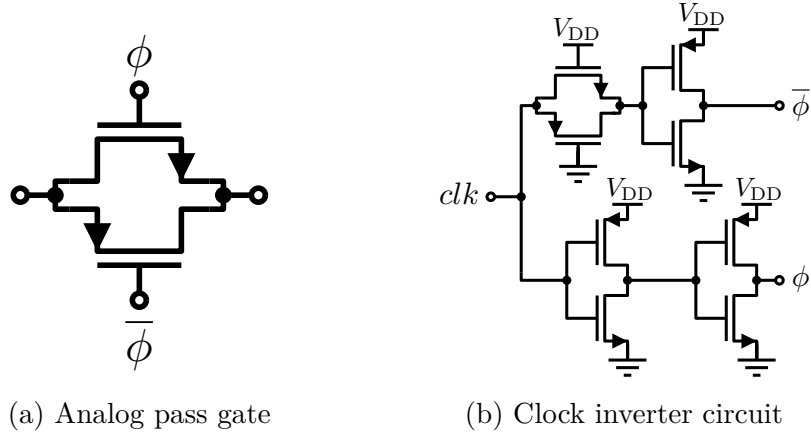 ϕ
ϕ̅
(a) Analog pass gate
V_DD
V_DD
ϕ̅
clk
V_DD
V_DD
ϕ
(b) Clock inverter circuit